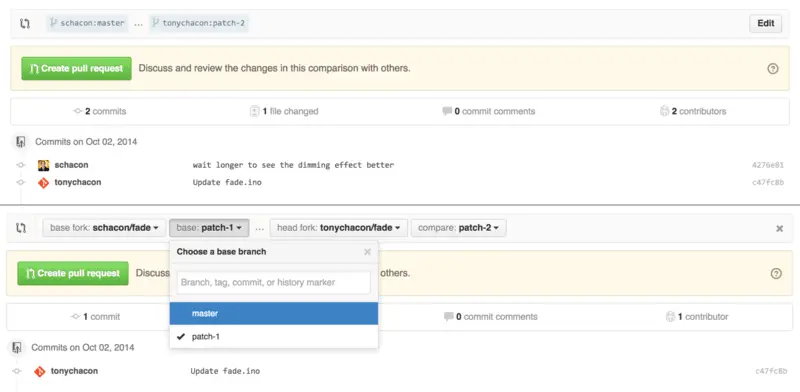 schacon:master ... tonychacon:patch-2 Edit
Create pull request Discuss and review the changes in this comparison with others. ?
2 commits 1 file changed 0 commit comments 2 contributors
Commits on Oct 02, 2014
schacon wait longer to see the dimming effect better 4276e81
tonychacon Update fade.ino c47fc8b
base fork: schacon/fade base: patch-1 ... head fork: tonychacon/fade compare: patch-2
Choose a base branch
Create pull request Discu others. ?
Branch, tag, commit, or history marker
master
1 commit 0 commit comments 1 contributor
patch-1
Commits on Oct 02, 2014
tonychacon Update fade.ino c47fc8b